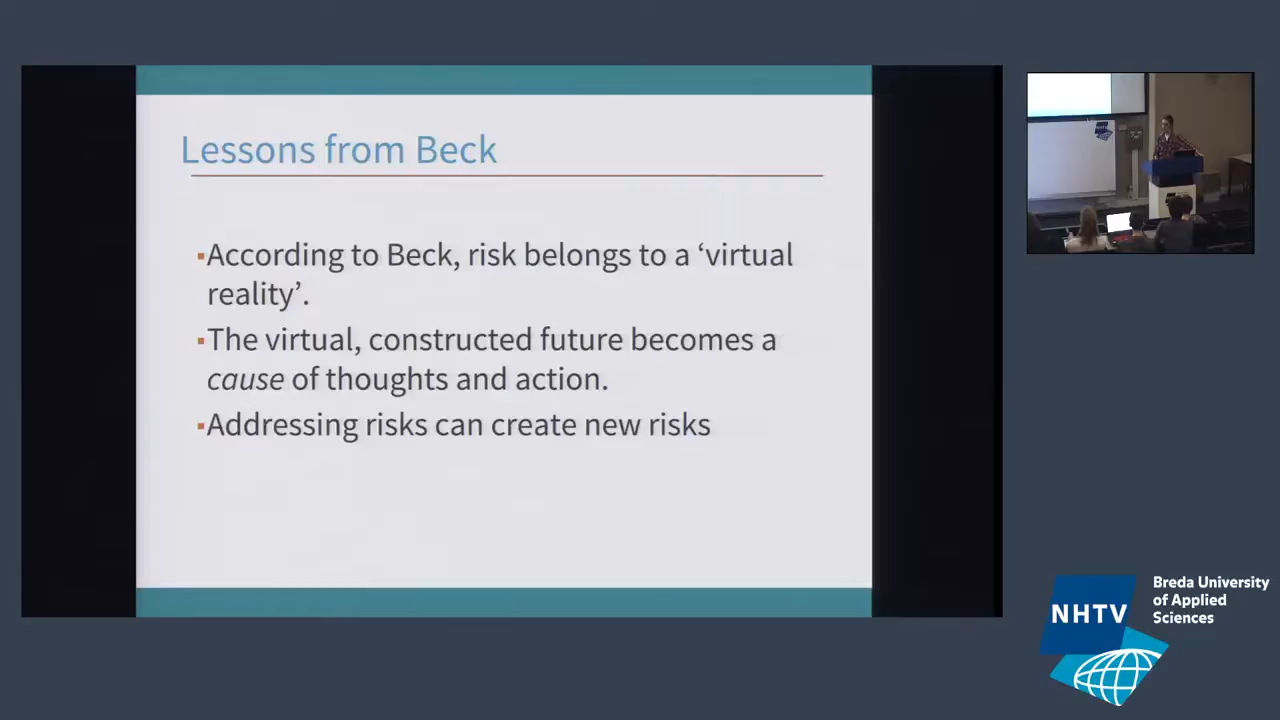 Lessons from Beck
▪According to Beck, risk belongs to a ‘virtual
reality’.
▪The virtual, constructed future becomes a
cause of thoughts and action.
▪Addressing risks can create new risks
NHTV
Breda University
of Applied
Sciences